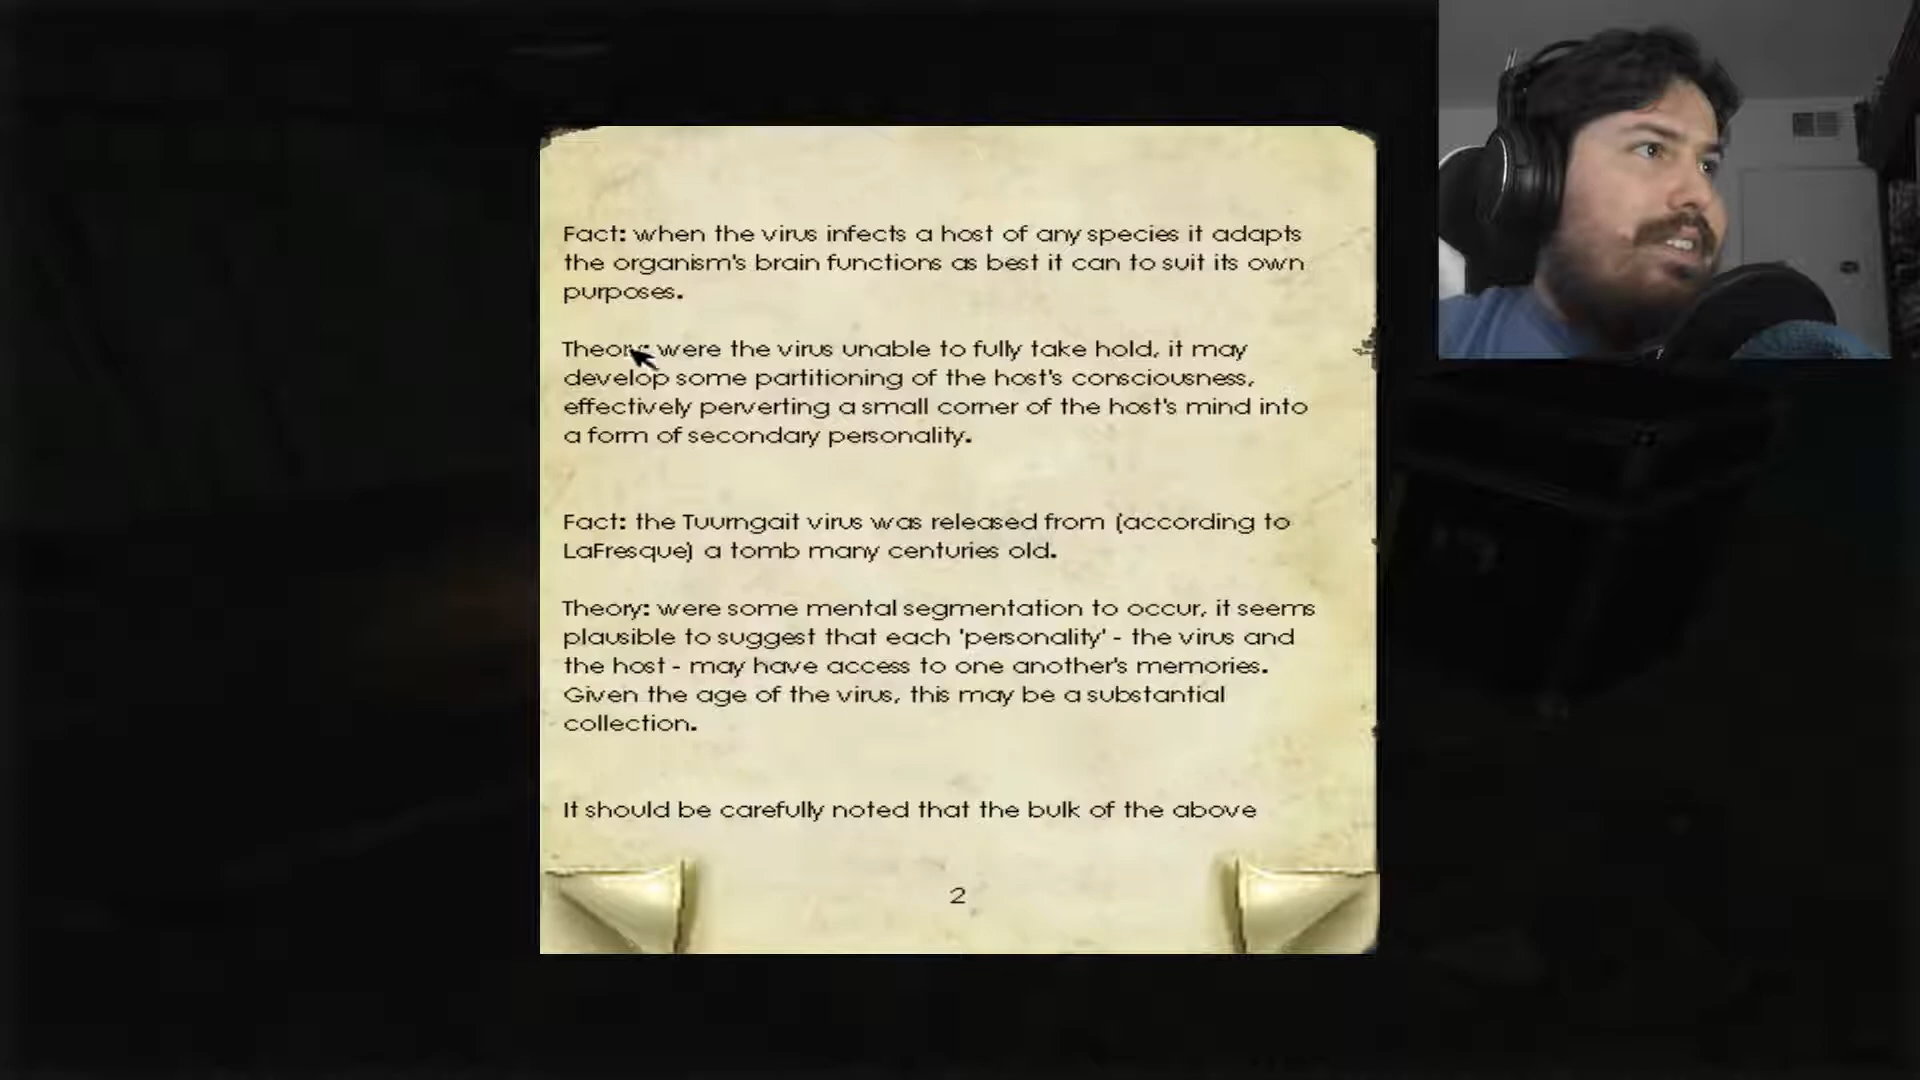 Fact: when the virus infects a host of any species it adapts
the organism's brain functions as best it can to suit its own
purposes.
Theory: were the virus unable to fully take hold, it may
develop some partitioning of the host's consciousness,
effectively perverting a small corner of the host's mind into
a form of secondary personality.
Fact: the Tuurngait virus was released from (according to
LaFresque) a tomb many centuries old.
Theory: were some mental segmentation to occur, it seems
plausible to suggest that each 'personality' - the virus and
the host - may have access to one another's memories.
Given the age of the virus, this may be a substantial
collection.
It should be carefully noted that the bulk of the above
2